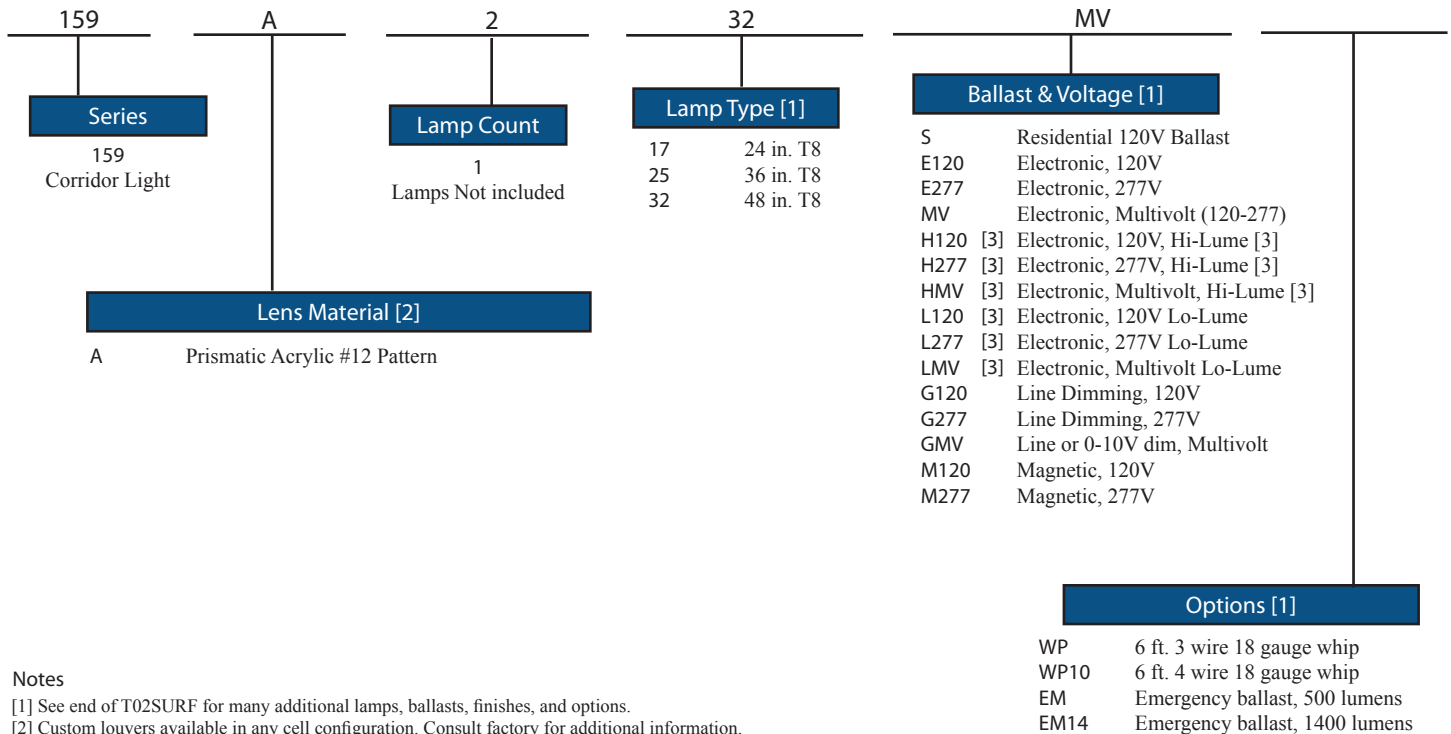 159 A 2 32 MV
Series
159
Corridor Light
Lamp Count
1
Lamps Not included
Lamp Type [1]
17 24 in. T8
25 36 in. T8
32 48 in. T8
Ballast & Voltage [1]
S Residential 120V Ballast
E120 Electronic, 120V
E277 Electronic, 277V
MV Electronic, Multivolt (120-277)
H120 [3] Electronic, 120V, Hi-Lume [3]
H277 [3] Electronic, 277V, Hi-Lume [3]
HMV [3] Electronic, Multivolt, Hi-Lume [3]
L120 [3] Electronic, 120V Lo-Lume
L277 [3] Electronic, 277V Lo-Lume
LMV [3] Electronic, Multivolt Lo-Lume
G120 Line Dimming, 120V
G277 Line Dimming, 277V
GMV Line or 0-10V dim, Multivolt
M120 Magnetic, 120V
M277 Magnetic, 277V
Lens Material [2]
A Prismatic Acrylic #12 Pattern
Options [1]
WP 6 ft. 3 wire 18 gauge whip
WP10 6 ft. 4 wire 18 gauge whip
EM Emergency ballast, 500 lumens
EM14 Emergency ballast, 1400 lumens
Notes
[1] See end of T02SURF for many additional lamps, ballasts, finishes, and options.
[2] Custom louvers available in any cell configuration. Consult factory for additional information.